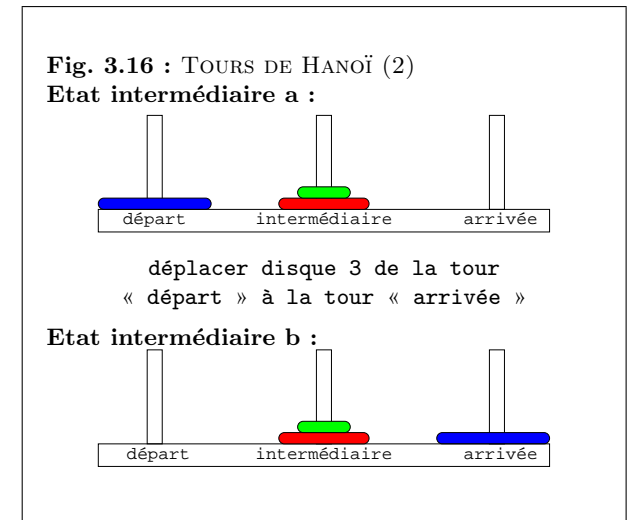 Fig. 3.16 : Tours de Hanoï (2)
Etat intermédiaire a :
départ intermédiaire arrivée
déplacer disque 3 de la tour
« départ » à la tour « arrivée »
Etat intermédiaire b :
départ intermédiaire arrivée